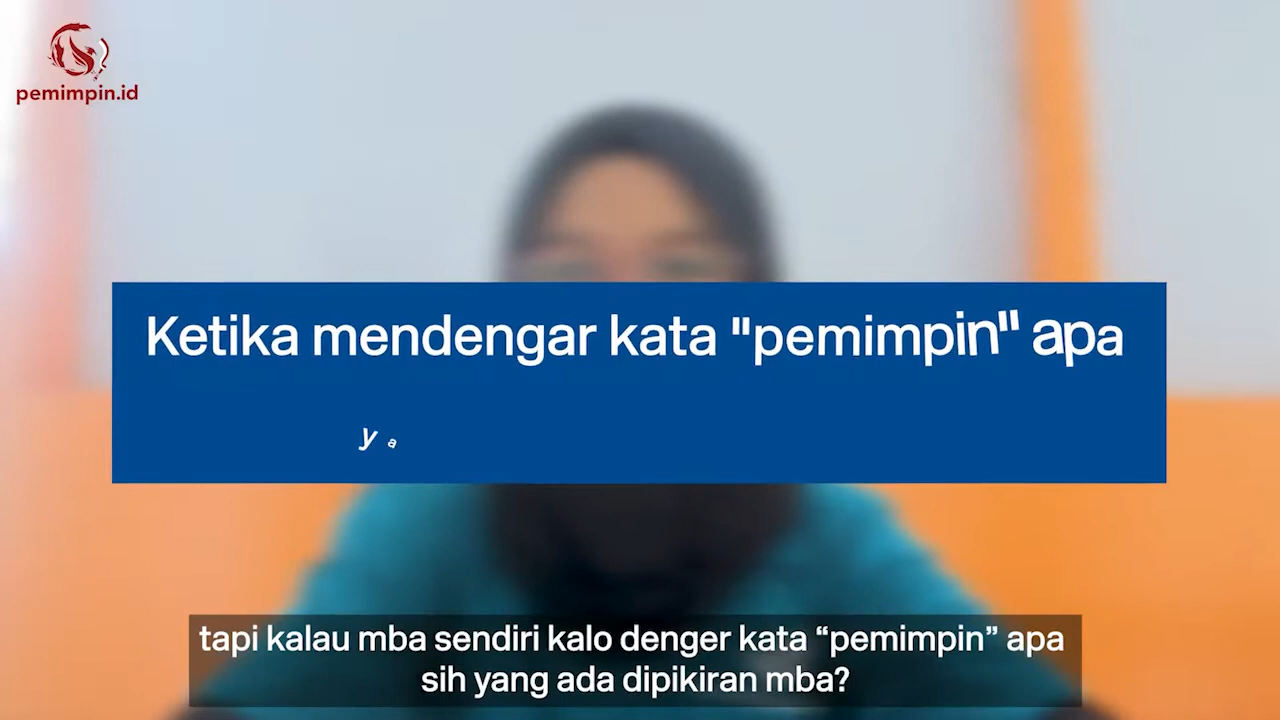 pemimpin.id
Ketika mendengar kata "pemimpin" apa
ya
tapi kalau mba sendiri kalo denger kata “pemimpin” apa
sih yang ada dipikiran mba?